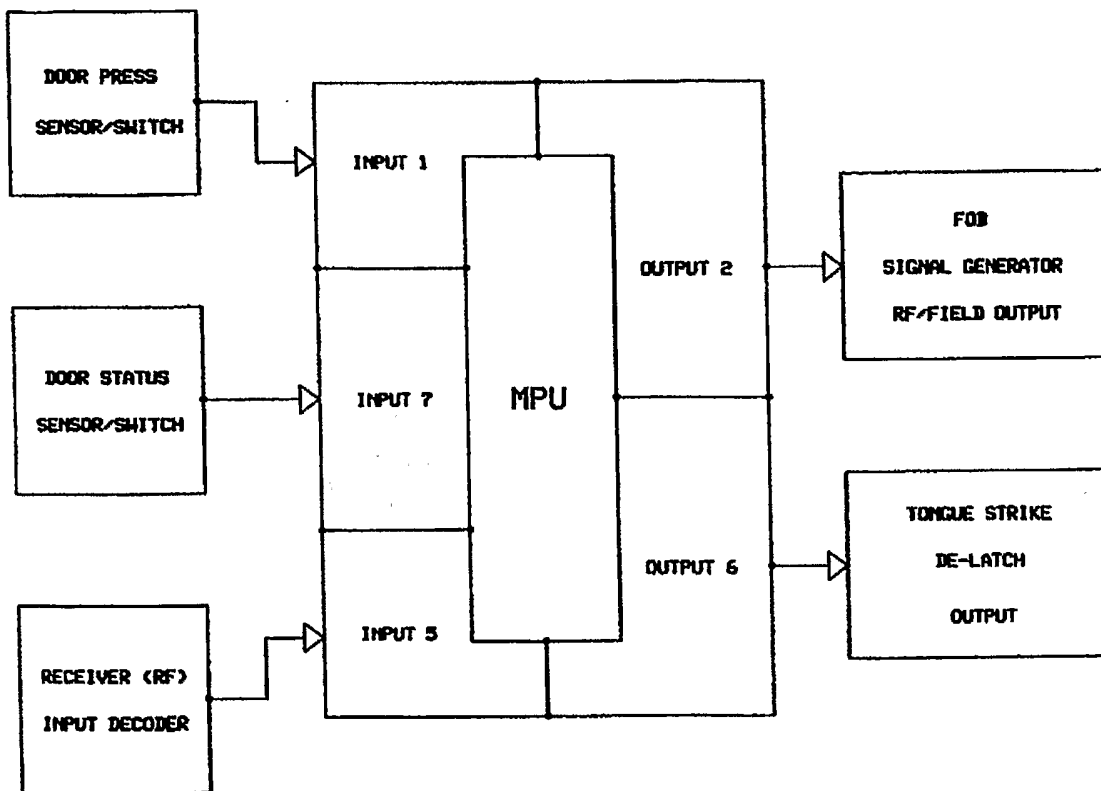 DOOR PRESS
SENSOR/SWITCH
INPUT 1
FOB
SIGNAL GENERATOR
RF/FIELD OUTPUT
OUTPUT 2
DOOR STATUS
SENSOR/SWITCH
INPUT 7
MPU
TONGUE STRIKE
DE-LATCH
OUTPUT
OUTPUT 6
INPUT 5
RECEIVER (RF)
INPUT DECODER